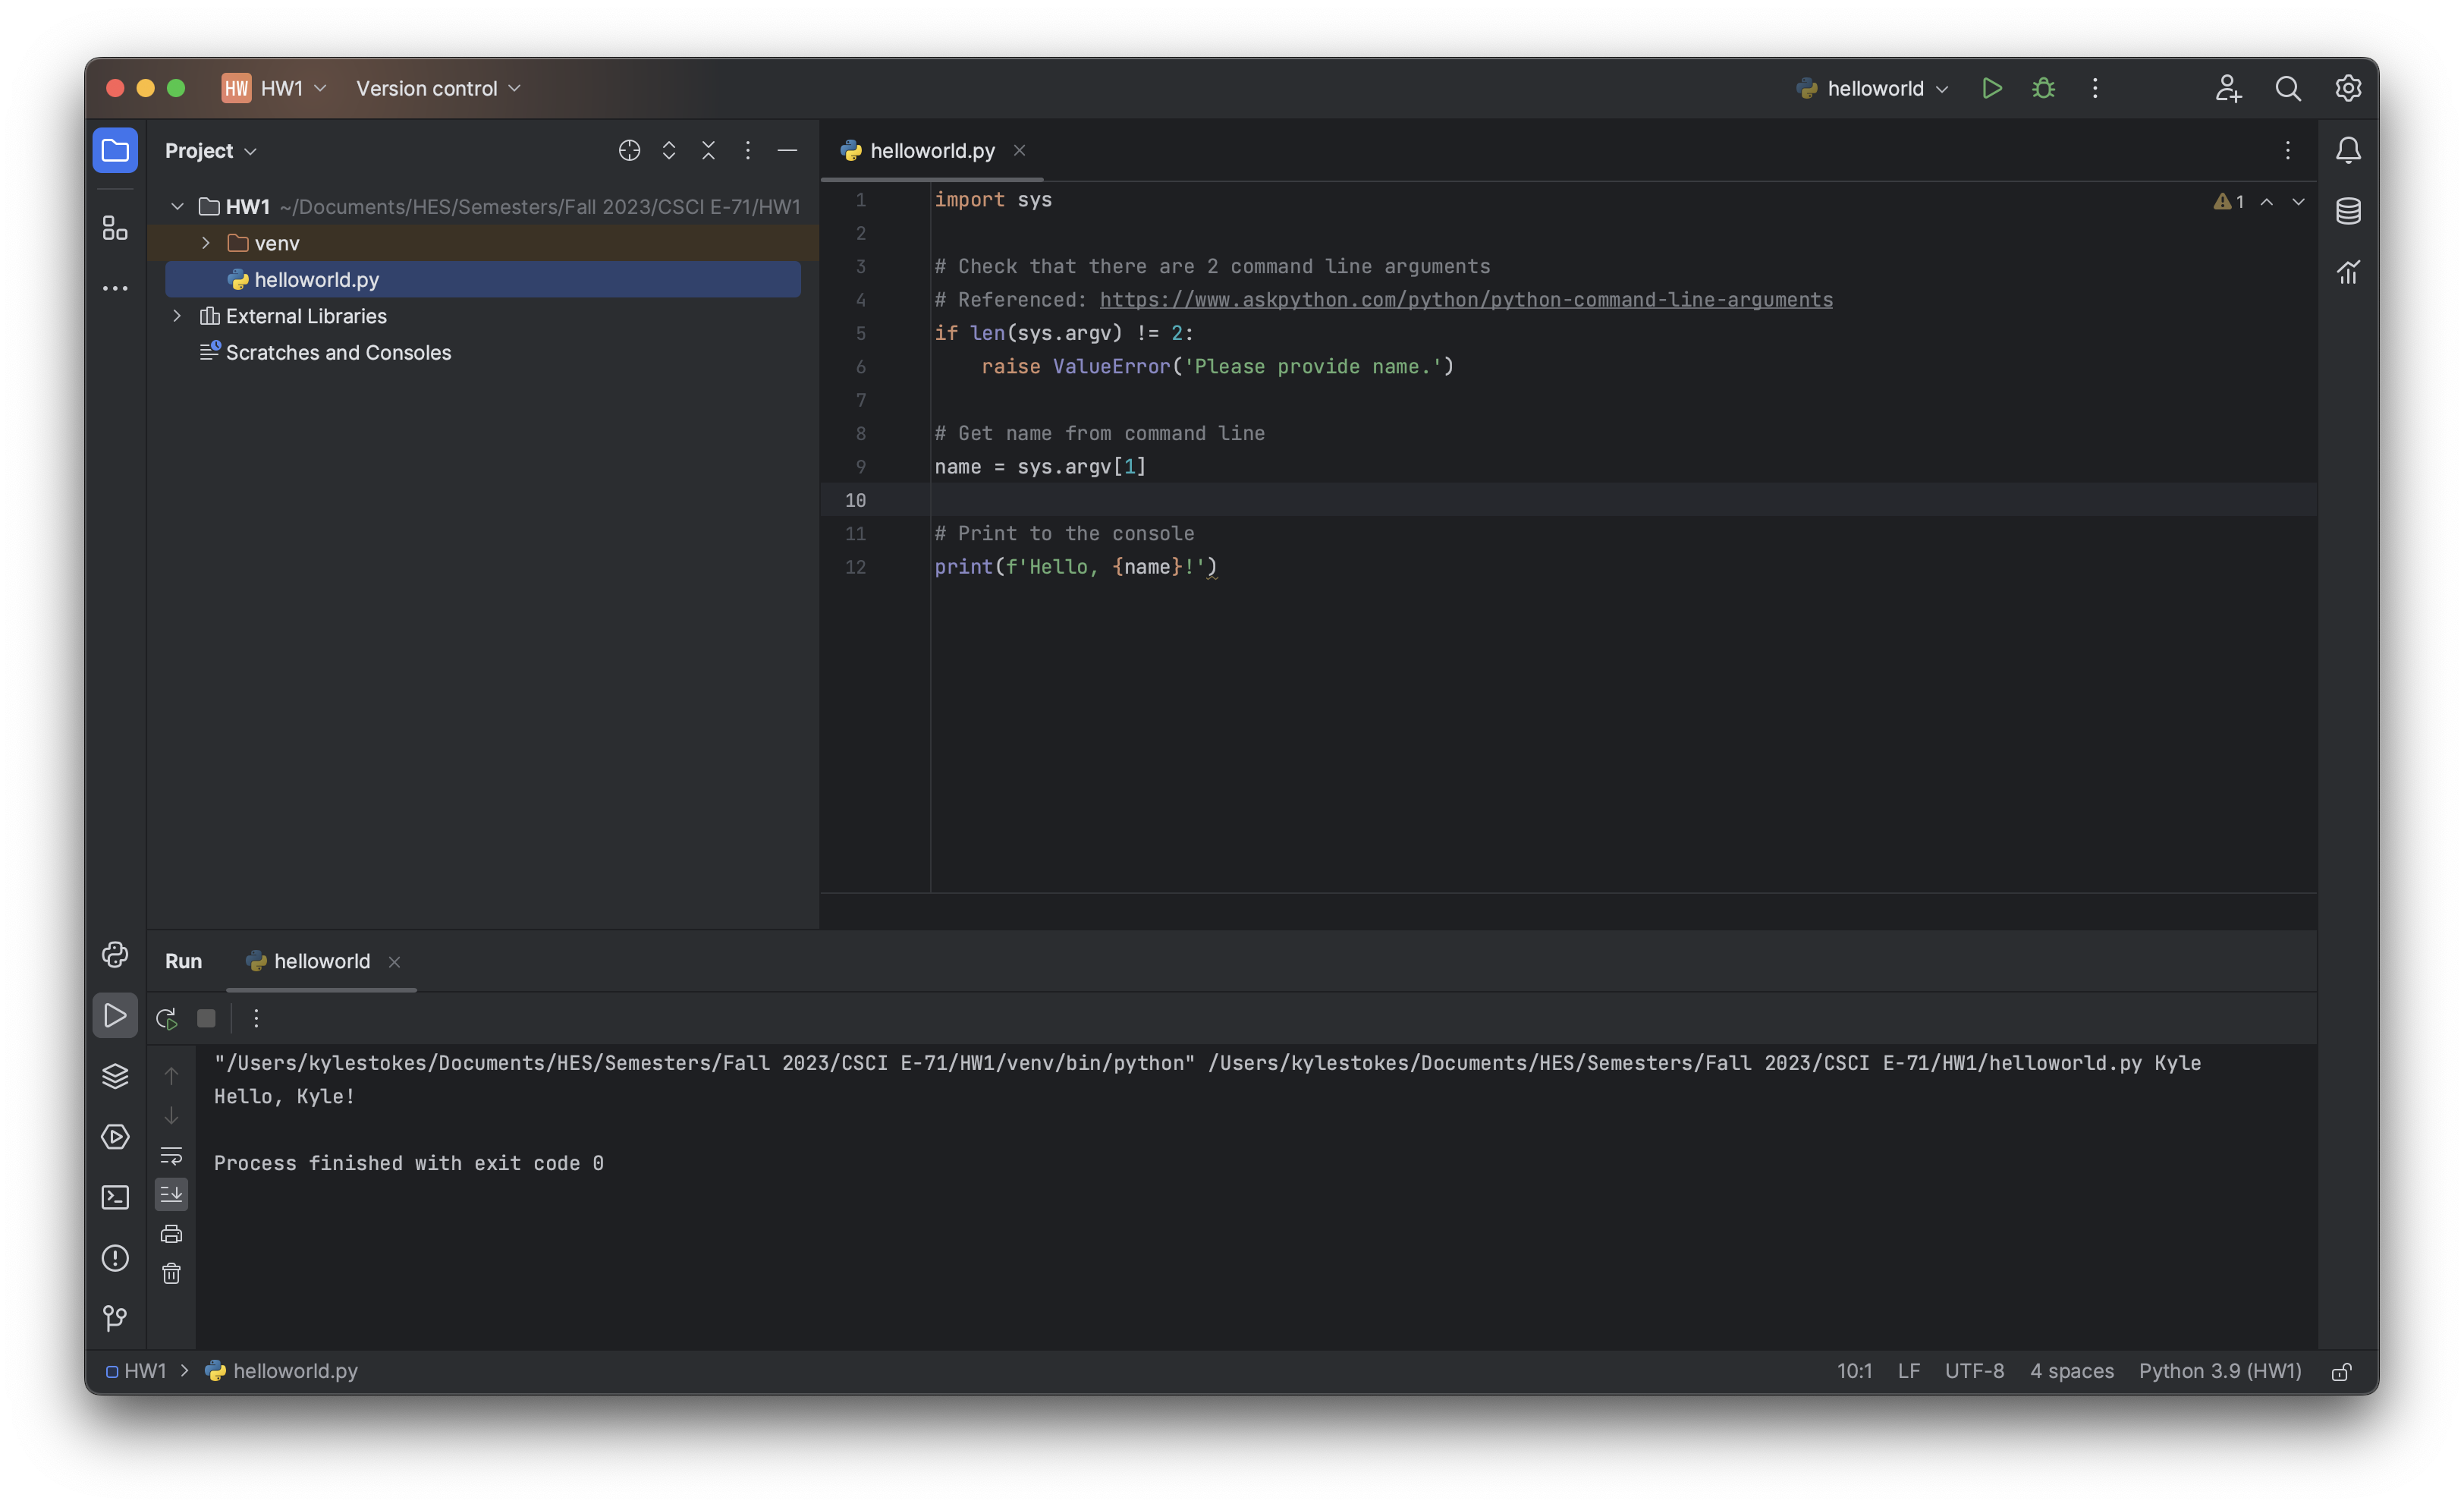 HW HW1 Version control helloworld
Project
helloworld.py
HW1 ~/Documents/HES/Semesters/Fall 2023/CSCI E-71/HW1
venv
helloworld.py
External Libraries
Scratches and Consoles
1 import sys
2
3 # Check that there are 2 command line arguments
4 # Referenced: https://www.askpython.com/python/python-command-line-arguments
5 if len(sys.argv) != 2:
6     raise ValueError('Please provide name.')
7
8 # Get name from command line
9 name = sys.argv[1]
10
11 # Print to the console
12 print(f'Hello, {name}!')
1
Run helloworld
"/Users/kylestokes/Documents/HES/Semesters/Fall 2023/CSCI E-71/HW1/venv/bin/python" /Users/kylestokes/Documents/HES/Semesters/Fall 2023/CSCI E-71/HW1/helloworld.py Kyle
Hello, Kyle!
Process finished with exit code 0
HW1 helloworld.py 10:1 LF UTF-8 4 spaces Python 3.9 (HW1)